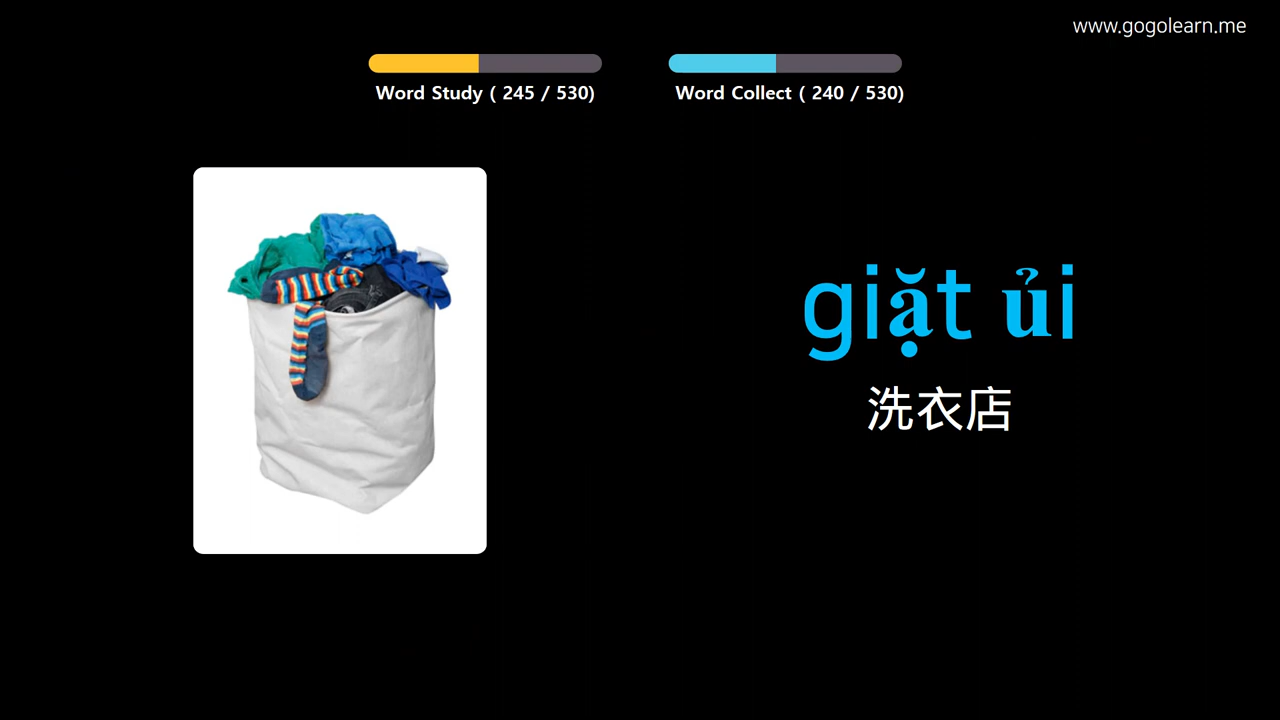 www.gogolearn.me
Word Study ( 245 / 530)
Word Collect ( 240 / 530)
giặt ủi
洗衣店